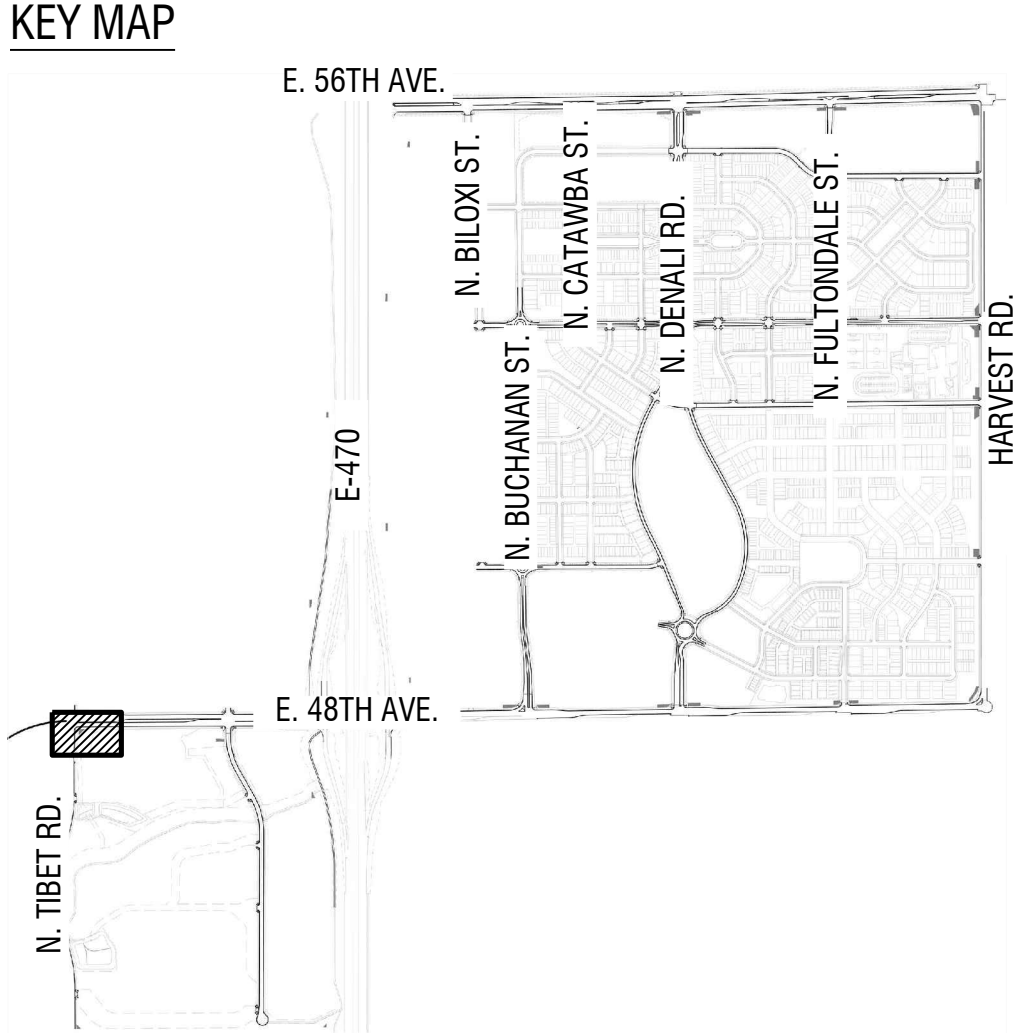 KEY MAP
E. 56TH AVE.
N. BILOXI ST.
N. CATAWBA ST.
N. DENALI RD.
N. FULTONDALE ST.
HARVEST RD.
N. BUCHANAN ST.
E-470
E. 48TH AVE.
N. TIBET RD.